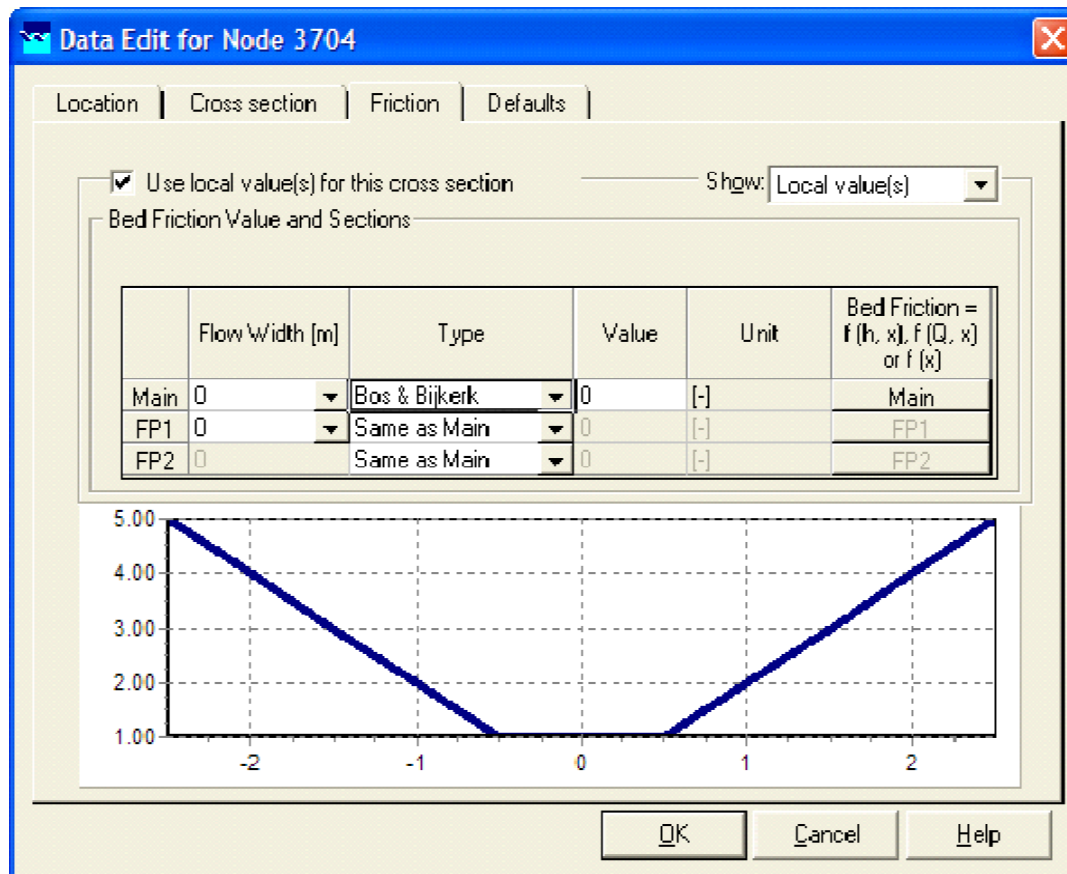 Data Edit for Node 3704
Location Cross section Friction Defaults
Use local value(s) for this cross section Show: Local value(s)
Bed Friction Value and Sections
Flow Width [m] Type Value Unit Bed Friction =
f (h, x), f (Q, x)
or f (x)
Main 0 Bos & Bijkerk 0 [-] Main
FP1 0 Same as Main 0 [-] FP1
FP2 0 Same as Main 0 [-] FP2
5.00
4.00
3.00
2.00
1.00
-2 -1 0 1 2
OK Cancel Help